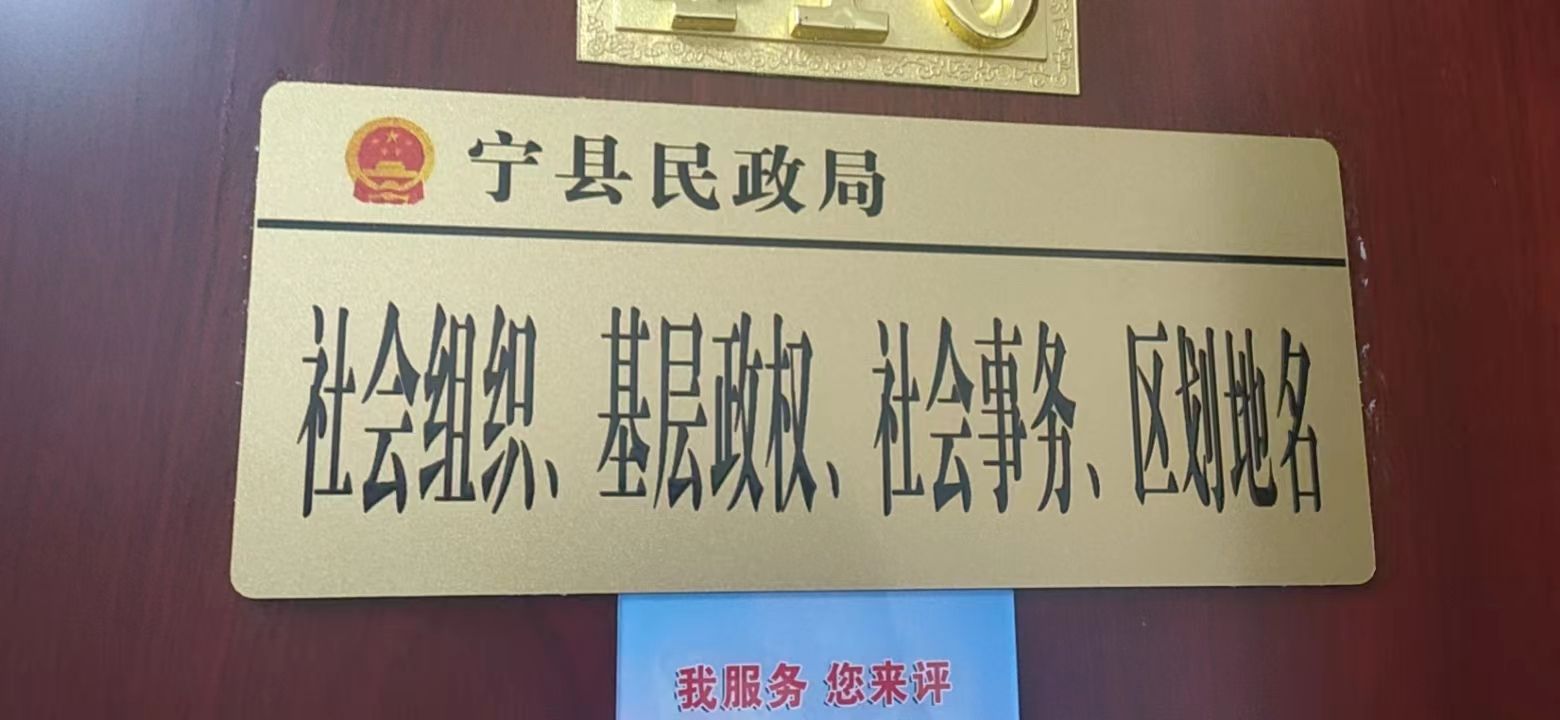 宁县民政局
社会组织、基层政权、社会事务、区划地名
我服务 您来评